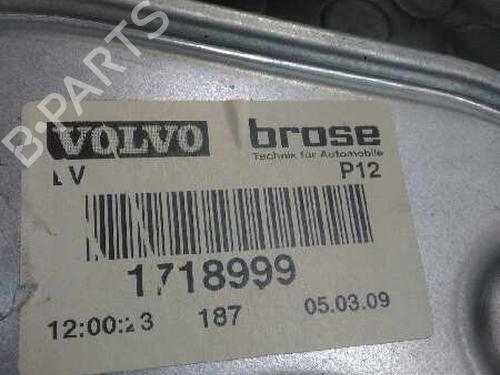 B-PARTS
VOLVO
brose
Technik für Automobile
LV
P12
1718999
12:00:23
187
05.03.09